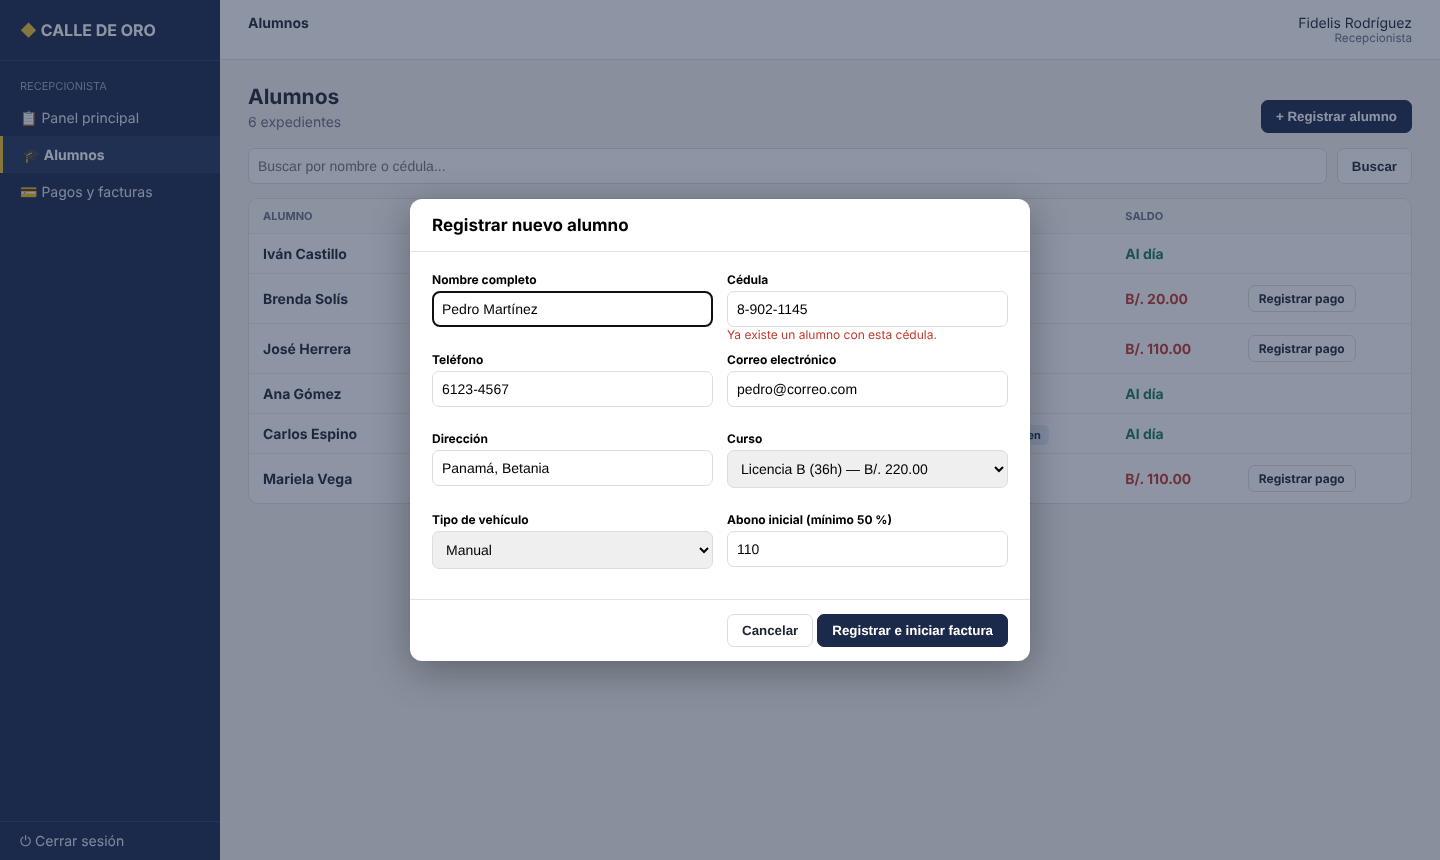 CALLE DE ORO
Alumnos
Fidelis Rodríguez
Recepcionista
RECEPCIONISTA
Panel principal
Alumnos
Pagos y facturas
Alumnos
6 expedientes
+ Registrar alumno
Buscar por nombre o cédula...
Buscar
ALUMNO SALDO
Iván Castillo Al día
Brenda Solís B/. 20.00 Registrar pago
José Herrera B/. 110.00 Registrar pago
Ana Gómez Al día
Carlos Espino Al día
Mariela Vega B/. 110.00 Registrar pago
Registrar nuevo alumno
Nombre completo Cédula
Pedro Martínez 8-902-1145
Ya existe un alumno con esta cédula.
Teléfono Correo electrónico
6123-4567 pedro@correo.com
Dirección Curso
Panamá, Betania Licencia B (36h) — B/. 220.00
Tipo de vehículo Abono inicial (mínimo 50 %)
Manual 110
Cancelar Registrar e iniciar factura
Cerrar sesión